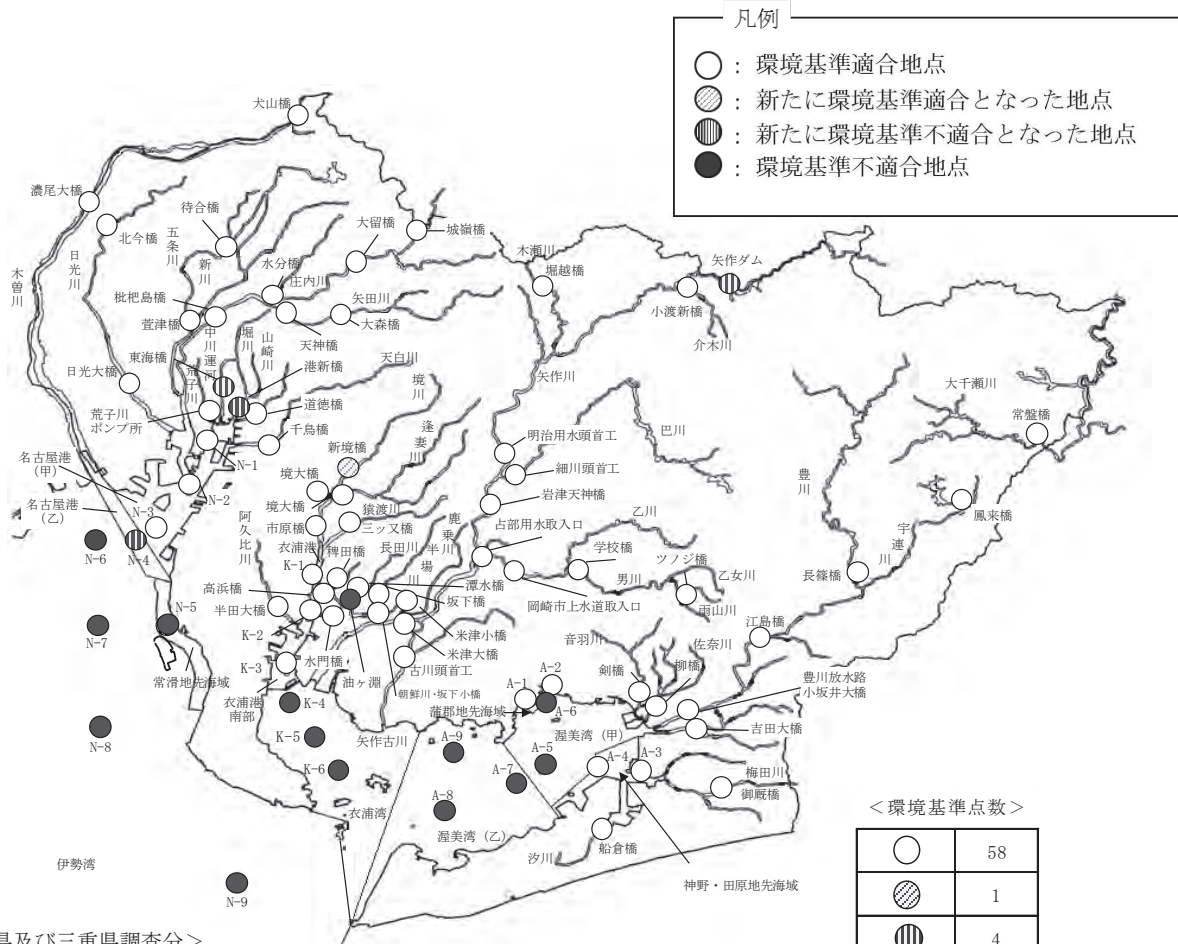 凡例
○：環境基準適合地点
：新たに環境基準適合となった地点
：新たに環境基準不適合となった地点
●：環境基準不適合地点
犬山橋
濃尾大橋
北今橋
待合橋
五条川
新川
大留橋
城嶺橋
水分橋
庄内川
木瀬川
堀越橋
矢作ダム
小渡新橋
介木川
木曽川
日光川
枇杷島橋
萱津橋
矢田川
大森橋
天神橋
中川運河
堀川
山崎川
東海橋
荒子川
港新橋
天白川
矢作川
日光大橋
荒子川
ポンプ所
道徳橋
千鳥橋
境川
逢妻川
巴川
大千瀬川
常盤橋
名古屋港
（甲）
N-1
N-2
新境橋
明治用水頭首工
細川頭首工
豊川
名古屋港
（乙）
N-3
N-4
N-6
境大橋
境大橋
猿渡川
岩津天神橋
鳳来橋
宇連川
阿久比川
市原橋
三ッ又橋
鹿乗川
占部用水取入口
乙川
衣浦港
K-1
稗田橋
長田川
半場川
学校橋
ツノジ橋
乙女川
長篠橋
高浜橋
潭水橋
坂下橋
男川
岡崎市上水道取入口
雨山川
半田大橋
K-2
米津小橋
江島橋
N-5
N-7
K-3
水門橋
油ヶ淵
米津大橋
古川頭首工
音羽川
佐奈川
剣橋
柳橋
常滑地先海域
衣浦港
南部
朝鮮川・坂下小橋
A-1
A-2
A-6
蒲郡地先海域
豊川放水路
小坂井大橋
N-8
K-4
K-5
K-6
矢作古川
A-9
A-5
A-7
渥美湾（甲）
A-4
A-3
吉田大橋
梅田川
御厩橋
A-8
衣浦湾
渥美湾（乙）
汐川
船倉橋
伊勢湾
N-9
神野・田原地先海域
＜環境基準点数＞
○ 58
1
4
県及び三重県調査分＞